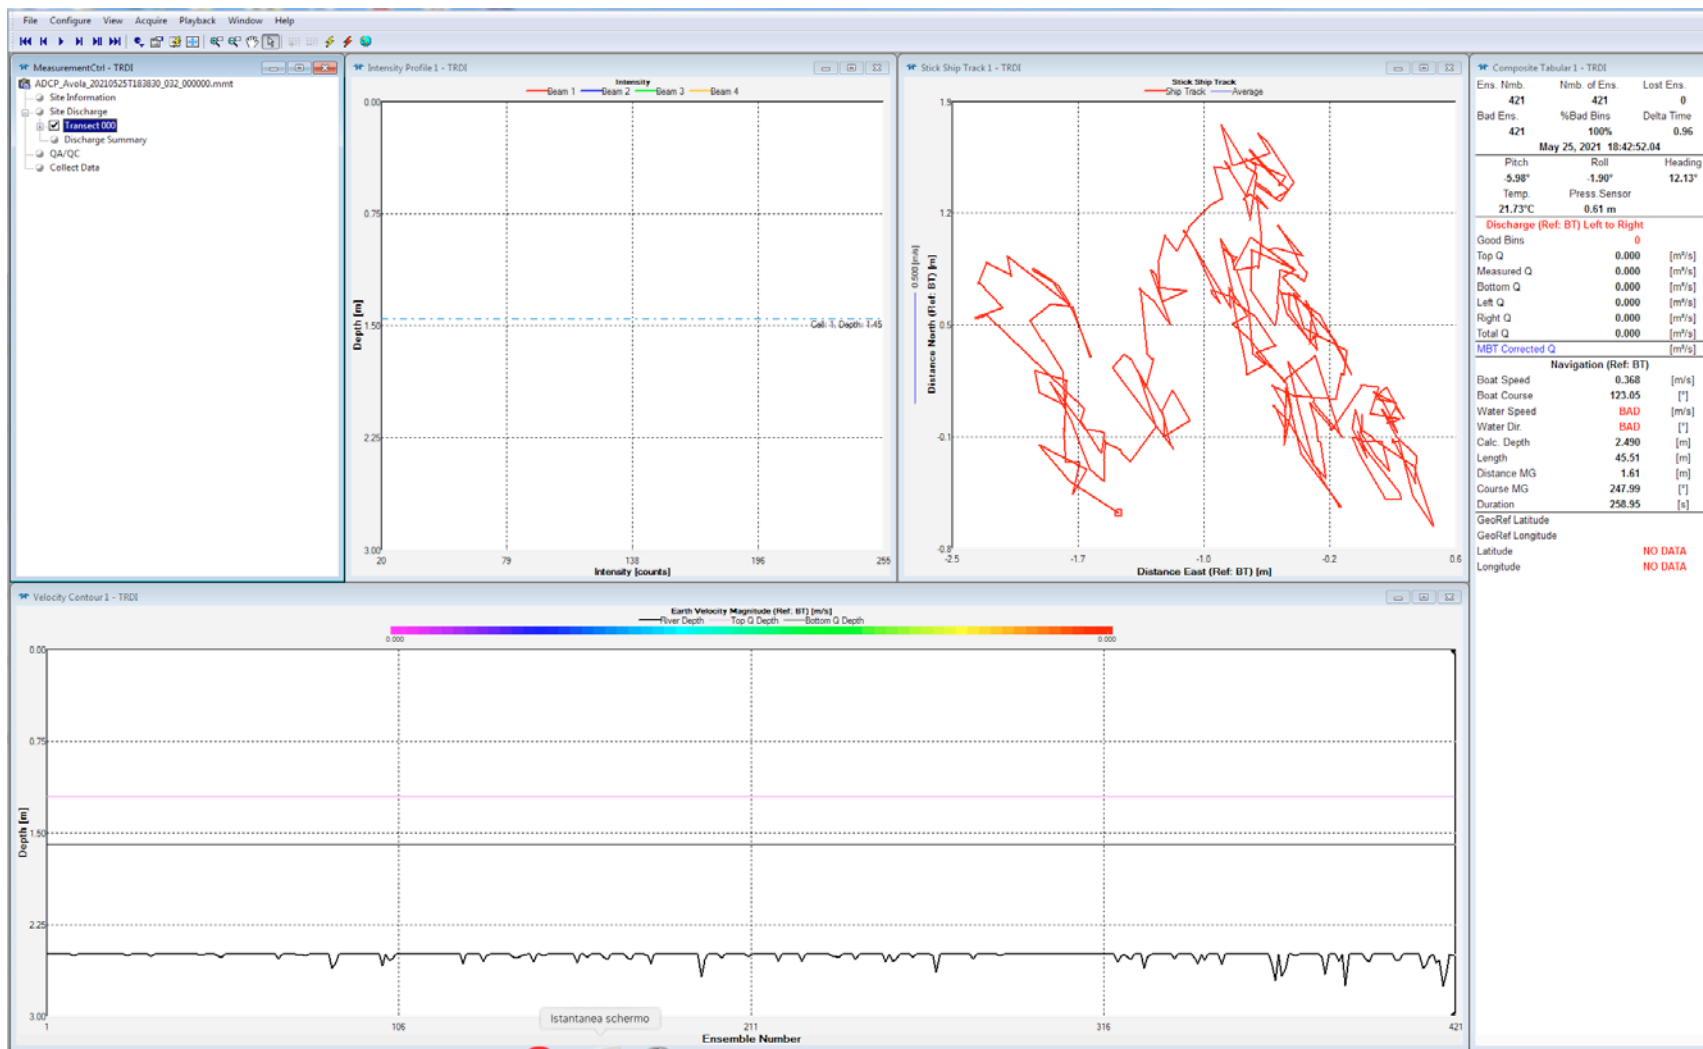 File Configure View Acquire Playback Window Help
MeasurementCtrl - TRDI
ADCP_Avola_20210525T183830_032_000000.mmt
Site Information
Site Discharge
Transect 000
Discharge Summary
QA/QC
Collect Data
Intensity Profile 1 - TRDI
Intensity
Beam 1 Beam 2 Beam 3 Beam 4
0.00
0.75
1.50
2.25
3.00
Depth [m]
Cell: 1, Depth: 1.45
20 79 138 196 255
Intensity [counts]
Stick Ship Track 1 - TRDI
Stick Ship Track
Ship Track Average
1.9
1.2
0.5
-0.1
-0.8
0.500 [m/s]
Distance North (Ref: BT) [m]
-2.5 -1.7 -1.0 -0.2 0.6
Distance East (Ref: BT) [m]
Composite Tabular 1 - TRDI
Ens. Nmb. Nmb. of Ens. Lost Ens.
421 421 0
Bad Ens. %Bad Bins Delta Time
421 100% 0.96
May 25, 2021 18:42:52.04
Pitch Roll Heading
-5.98° -1.90° 12.13°
Temp. Press.Sensor
21.73°C 0.61 m
Discharge (Ref: BT) Left to Right
Good Bins 0
Top Q 0.000 [m³/s]
Measured Q 0.000 [m³/s]
Bottom Q 0.000 [m³/s]
Left Q 0.000 [m³/s]
Right Q 0.000 [m³/s]
Total Q 0.000 [m³/s]
MBT Corrected Q [m³/s]
Navigation (Ref: BT)
Boat Speed 0.368 [m/s]
Boat Course 123.05 [°]
Water Speed BAD [m/s]
Water Dir. BAD [°]
Calc. Depth 2.490 [m]
Length 45.51 [m]
Distance MG 1.61 [m]
Course MG 247.99 [°]
Duration 258.95 [s]
GeoRef Latitude
GeoRef Longitude
Latitude NO DATA
Longitude NO DATA
Velocity Contour 1 - TRDI
Earth Velocity Magnitude (Ref: BT) [m/s]
River Depth Top Q Depth Bottom Q Depth
0.000 0.000
0.00
0.75
1.50
2.25
3.00
Depth [m]
1 106 211 316 421
Ensemble Number
Istantanea schermo